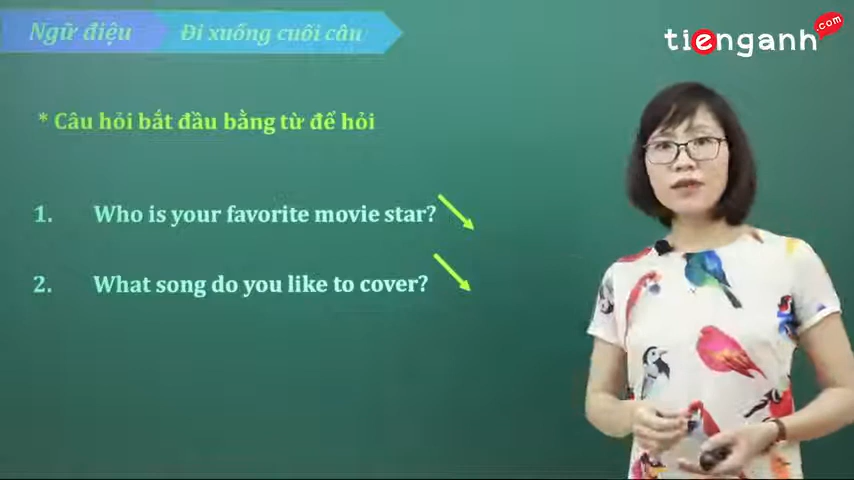 Ngữ điệu
Đi xuống cuối câu
tienganh.com
* Câu hỏi bắt đầu bằng từ để hỏi
1. Who is your favorite movie star?
2. What song do you like to cover?